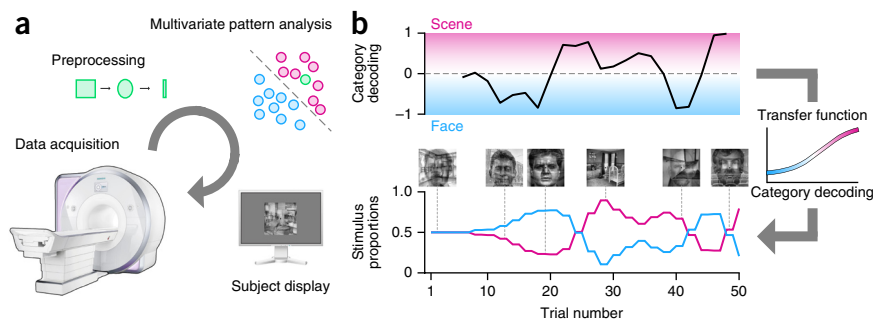 a
Multivariate pattern analysis
Preprocessing
Data acquisition
Subject display
b
Scene
Category
decoding
1
0
−1
Face
Transfer function
Category decoding
Stimulus
proportions
1.0
0.5
0
1
10
20
30
40
50
Trial number